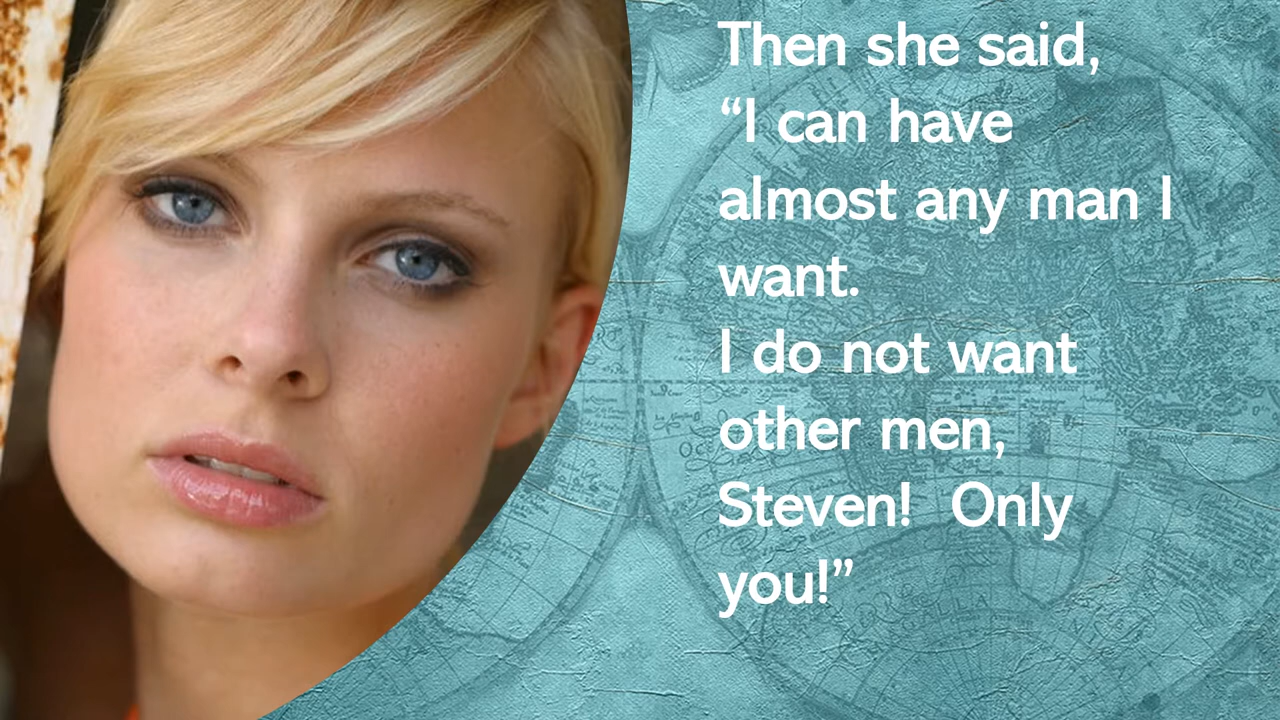 Then she said,
“I can have
almost any man I
want.
I do not want
other men,
Steven!  Only
you!”